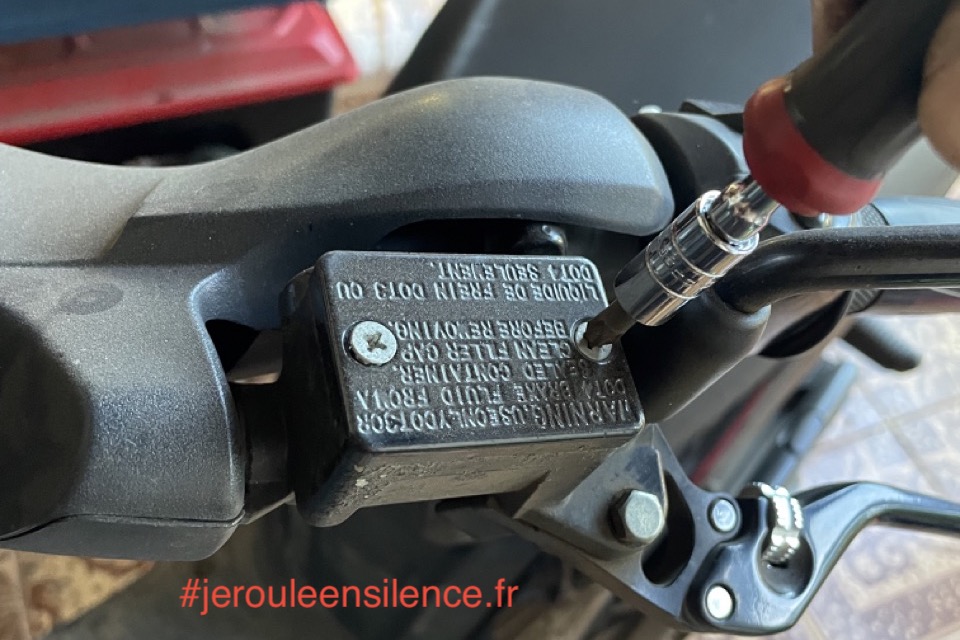 WARNING. USE ONLY DOT3 OR
DOT4 BRAKE FLUID FROM A
SEALED CONTAINER.
CLEAN FILLER CAP
BEFORE REMOVING.
LIQUIDE DE FREIN DOT3 OU
DOT4 SEULEMENT.
#jerouleensilence.fr